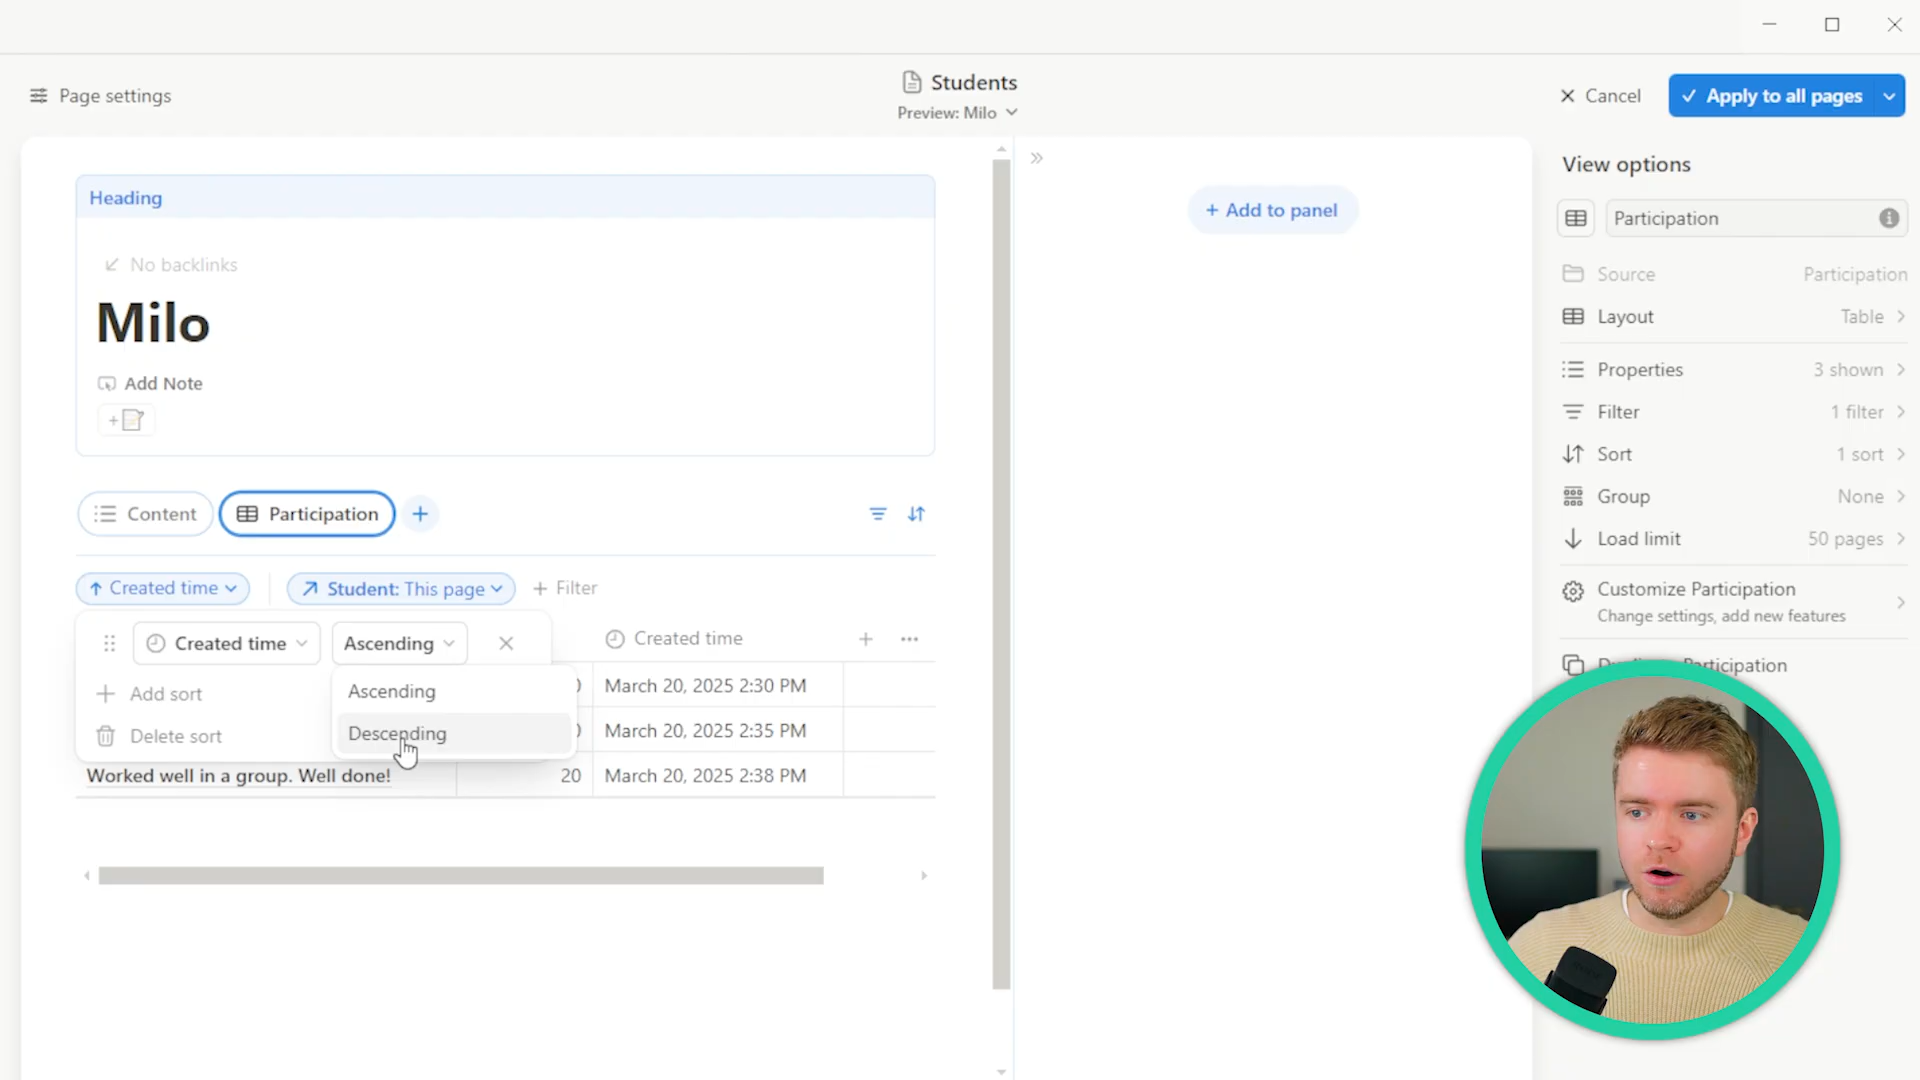 Page settings
Students
Preview: Milo
Cancel
Apply to all pages
Heading
No backlinks
Milo
Add Note
+
Content
Participation
+
Created time
Student: This page
+ Filter
Created time
Ascending
Created time
Add sort
Ascending
March 20, 2025 2:30 PM
Delete sort
Descending
March 20, 2025 2:35 PM
Worked well in a group. Well done!
20
March 20, 2025 2:38 PM
+ Add to panel
View options
Participation
Source
Participation
Layout
Table
Properties
3 shown
Filter
1 filter
Sort
1 sort
Group
None
Load limit
50 pages
Customize Participation
Change settings, add new features
Participation